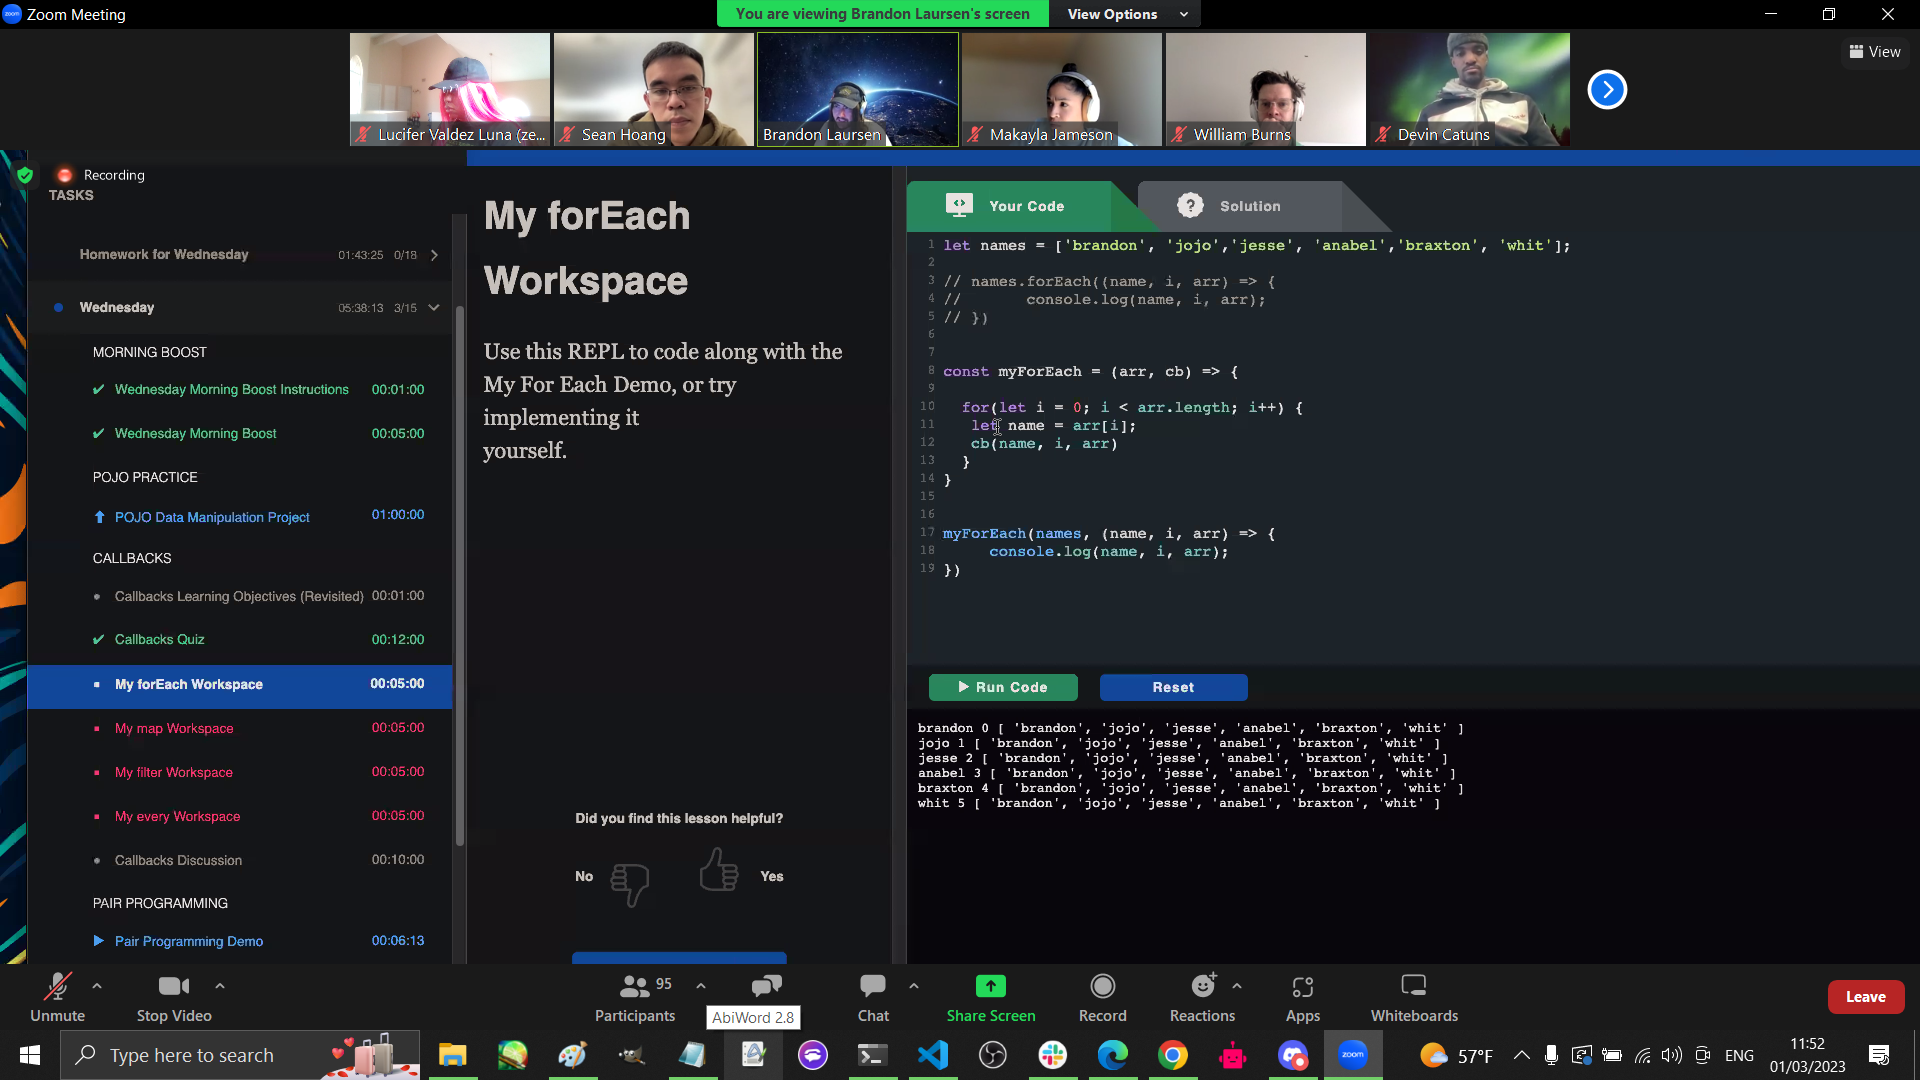 zoom Zoom Meeting
You are viewing Brandon Laursen's screen
View Options
View
Lucifer Valdez Luna (ze...
Sean Hoang
Brandon Laursen
Makayla Jameson
William Burns
Devin Catuns
Recording
TASKS
Homework for Wednesday 01:43:25 0/18
Wednesday 05:38:13 3/15
MORNING BOOST
Wednesday Morning Boost Instructions 00:01:00
Wednesday Morning Boost 00:05:00
POJO PRACTICE
POJO Data Manipulation Project 01:00:00
CALLBACKS
Callbacks Learning Objectives (Revisited) 00:01:00
Callbacks Quiz 00:12:00
My forEach Workspace 00:05:00
My map Workspace 00:05:00
My filter Workspace 00:05:00
My every Workspace 00:05:00
Callbacks Discussion 00:10:00
PAIR PROGRAMMING
Pair Programming Demo 00:06:13
My forEach
Workspace
Use this REPL to code along with the
My For Each Demo, or try
implementing it
yourself.
Did you find this lesson helpful?
No
Yes
Your Code
Solution
1 let names = ['brandon', 'jojo','jesse', 'anabel','braxton', 'whit'];
2
3 // names.forEach((name, i, arr) => {
4 //       console.log(name, i, arr);
5 // })
6
7
8 const myForEach = (arr, cb) => {
9
10   for(let i = 0; i < arr.length; i++) {
11    let name = arr[i];
12    cb(name, i, arr)
13   }
14 }
15
16
17 myForEach(names, (name, i, arr) => {
18      console.log(name, i, arr);
19 })
Run Code
Reset
brandon 0 [ 'brandon', 'jojo', 'jesse', 'anabel', 'braxton', 'whit' ]
jojo 1 [ 'brandon', 'jojo', 'jesse', 'anabel', 'braxton', 'whit' ]
jesse 2 [ 'brandon', 'jojo', 'jesse', 'anabel', 'braxton', 'whit' ]
anabel 3 [ 'brandon', 'jojo', 'jesse', 'anabel', 'braxton', 'whit' ]
braxton 4 [ 'brandon', 'jojo', 'jesse', 'anabel', 'braxton', 'whit' ]
whit 5 [ 'brandon', 'jojo', 'jesse', 'anabel', 'braxton', 'whit' ]
Unmute
Stop Video
95
Participants
AbiWord 2.8
Chat
Share Screen
Record
Reactions
Apps
Whiteboards
Leave
Type here to search
zoom
57°F
ENG
11:52
01/03/2023